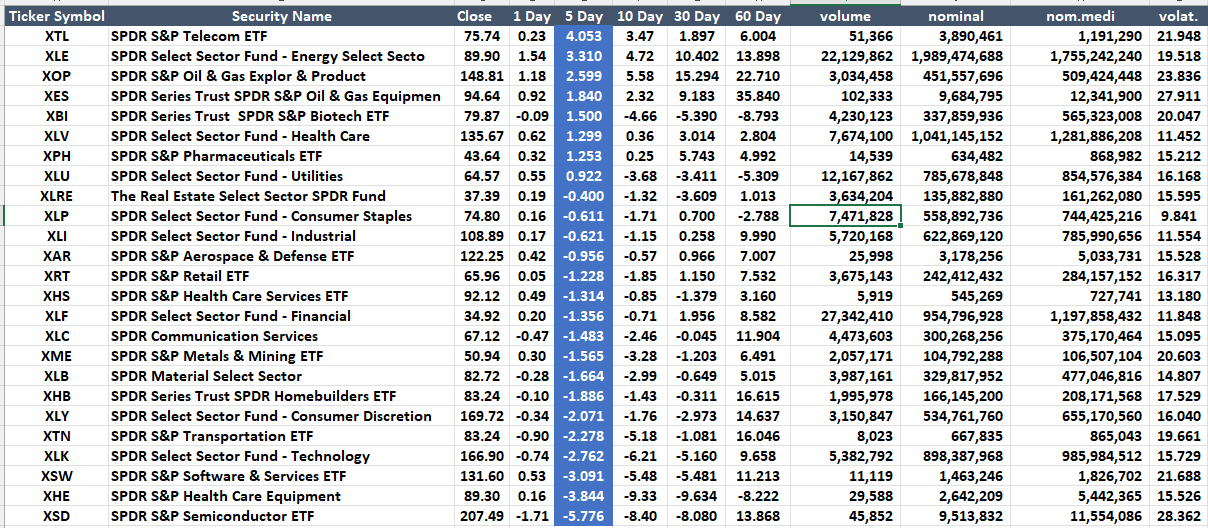 Ticker Symbol Security Name Close 1 Day 5 Day 10 Day 30 Day 60 Day volume nominal nom.medi volat.
XTL SPDR S&P Telecom ETF 75.74 0.23 4.053 3.47 1.897 6.004 51,366 3,890,461 1,191,290 21.948
XLE SPDR Select Sector Fund - Energy Select Secto 89.90 1.54 3.310 4.72 10.402 13.898 22,129,862 1,989,474,688 1,755,242,240 19.518
XOP SPDR S&P Oil & Gas Explor & Product 148.81 1.18 2.599 5.58 15.294 22.710 3,034,458 451,557,696 509,424,448 23.836
XES SPDR Series Trust SPDR S&P Oil & Gas Equipmen 94.64 0.92 1.840 2.32 9.183 35.840 102,333 9,684,795 12,341,900 27.911
XBI SPDR Series Trust  SPDR S&P Biotech ETF 79.87 -0.09 1.500 -4.66 -5.390 -8.793 4,230,123 337,859,936 565,323,008 20.047
XLV SPDR Select Sector Fund - Health Care 135.67 0.62 1.299 0.36 3.014 2.804 7,674,100 1,041,145,152 1,281,886,208 11.452
XPH SPDR S&P Pharmaceuticals ETF 43.64 0.32 1.253 0.25 5.743 4.992 14,539 634,482 868,982 15.212
XLU SPDR Select Sector Fund - Utilities 64.57 0.55 0.922 -3.68 -3.411 -5.309 12,167,862 785,678,848 854,576,384 16.168
XLRE The Real Estate Select Sector SPDR Fund 37.39 0.19 -0.400 -1.32 -3.609 1.013 3,634,204 135,882,880 161,262,080 15.595
XLP SPDR Select Sector Fund - Consumer Staples 74.80 0.16 -0.611 -1.71 0.700 -2.788 7,471,828 558,892,736 744,425,216 9.841
XLI SPDR Select Sector Fund - Industrial 108.89 0.17 -0.621 -1.15 0.258 9.990 5,720,168 622,869,120 785,990,656 11.554
XAR SPDR S&P Aerospace & Defense ETF 122.25 0.42 -0.956 -0.57 0.966 7.007 25,998 3,178,256 5,033,731 15.528
XRT SPDR S&P Retail ETF 65.96 0.05 -1.228 -1.85 1.150 7.532 3,675,143 242,412,432 284,157,152 16.317
XHS SPDR S&P Health Care Services ETF 92.12 0.49 -1.314 -0.85 -1.379 3.160 5,919 545,269 727,741 13.180
XLF SPDR Select Sector Fund - Financial 34.92 0.20 -1.356 -0.71 1.956 8.582 27,342,410 954,796,928 1,197,858,432 11.848
XLC SPDR Communication Services 67.12 -0.47 -1.483 -2.46 -0.045 11.904 4,473,603 300,268,256 375,170,464 15.095
XME SPDR S&P Metals & Mining ETF 50.94 0.30 -1.565 -3.28 -1.203 6.491 2,057,171 104,792,288 106,507,104 20.603
XLB SPDR Material Select Sector 82.72 -0.28 -1.664 -2.99 -0.649 5.015 3,987,161 329,817,952 477,046,816 14.807
XHB SPDR Series Trust SPDR Homebuilders ETF 83.24 -0.10 -1.886 -1.43 -0.311 16.615 1,995,978 166,145,200 208,171,568 17.529
XLY SPDR Select Sector Fund - Consumer Discretion 169.72 -0.34 -2.071 -1.76 -2.973 14.637 3,150,847 534,761,760 655,170,560 16.040
XTN SPDR S&P Transportation ETF 83.24 -0.90 -2.278 -5.18 -1.081 16.046 8,023 667,835 865,043 19.661
XLK SPDR Select Sector Fund - Technology 166.90 -0.74 -2.762 -6.21 -5.160 9.658 5,382,792 898,387,968 985,984,512 15.729
XSW SPDR S&P Software & Services ETF 131.60 0.53 -3.091 -5.48 -5.481 11.213 11,119 1,463,246 1,826,702 21.688
XHE SPDR S&P Health Care Equipment 89.30 0.16 -3.844 -9.33 -9.634 -8.222 29,588 2,642,209 5,442,365 15.526
XSD SPDR S&P Semiconductor ETF 207.49 -1.71 -5.776 -8.40 -8.080 13.868 45,852 9,513,832 11,554,086 28.362